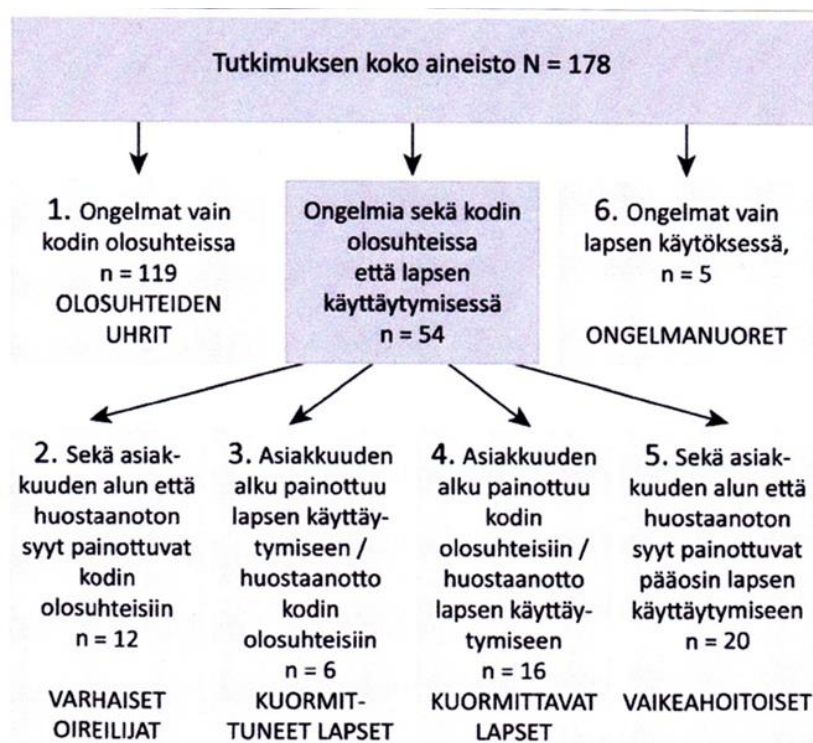 Tutkimuksen koko aineisto N = 178
1. Ongelmat vain
kodin olosuhteissa
n = 119
OLOSUHTEIDEN
UHRIT
Ongelmia sekä kodin
olosuhteissa
että lapsen
käyttäytymisessä
n = 54
6. Ongelmat vain
lapsen käytöksessä,
n = 5
ONGELMANUORET
2. Sekä asiak-
kuuden alun että
huostaanoton
syyt painottuvat
kodin
olosuhteisiin
n = 12
VARHAISET
OIREILIJAT
3. Asiakkuuden
alku painottuu
lapsen käyttäy-
tymiseen /
huostaanotto
kodin
olosuhteisiin
n = 6
KUORMIT-
TUNEET LAPSET
4. Asiakkuuden
alku painottuu
kodin
olosuhteisiin /
huostaanotto
lapsen käyttäy-
tymiseen
n = 16
KUORMITTAVAT
LAPSET
5. Sekä asiak-
kuuden alun että
huostaanoton
syyt painottuvat
pääosin lapsen
käyttäytymiseen
n = 20
VAIKEAHOITOISET